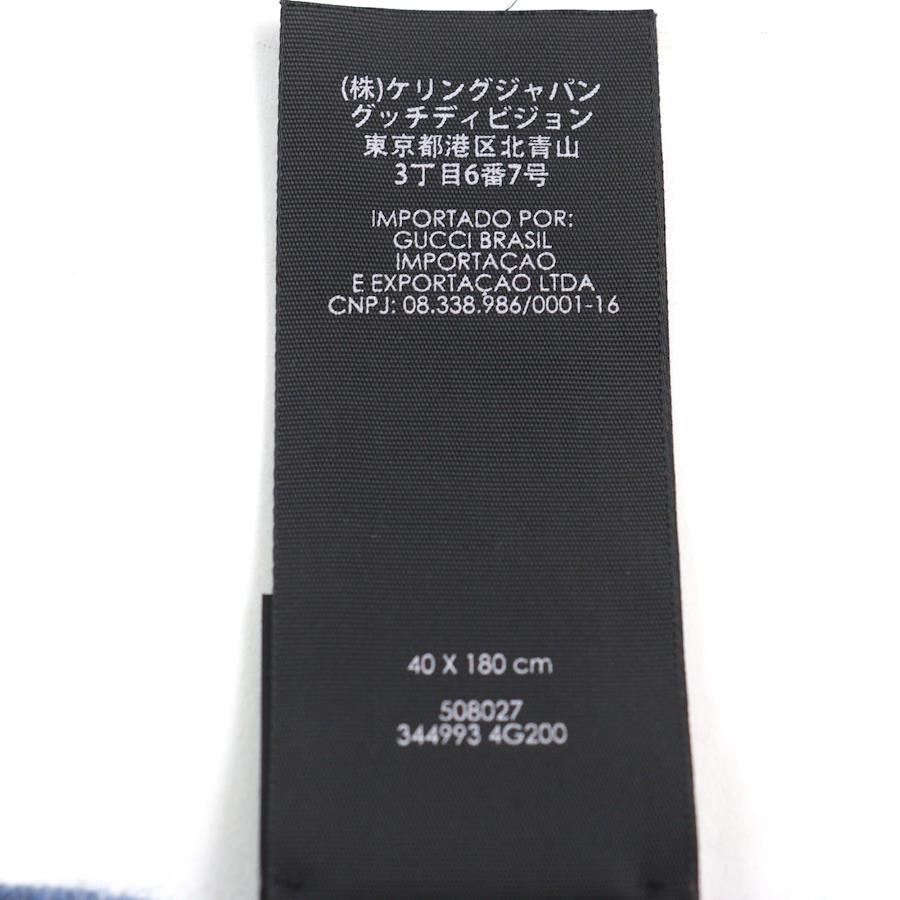 (株)ケリングジャパン
グッチディビジョン
東京都港区北青山
3丁目6番7号
IMPORTADO POR:
GUCCI BRASIL
IMPORTAÇAO
E EXPORTAÇAO LTDA
CNPJ: 08.338.986/0001-16
40 X 180 cm
508027
344993 4G200